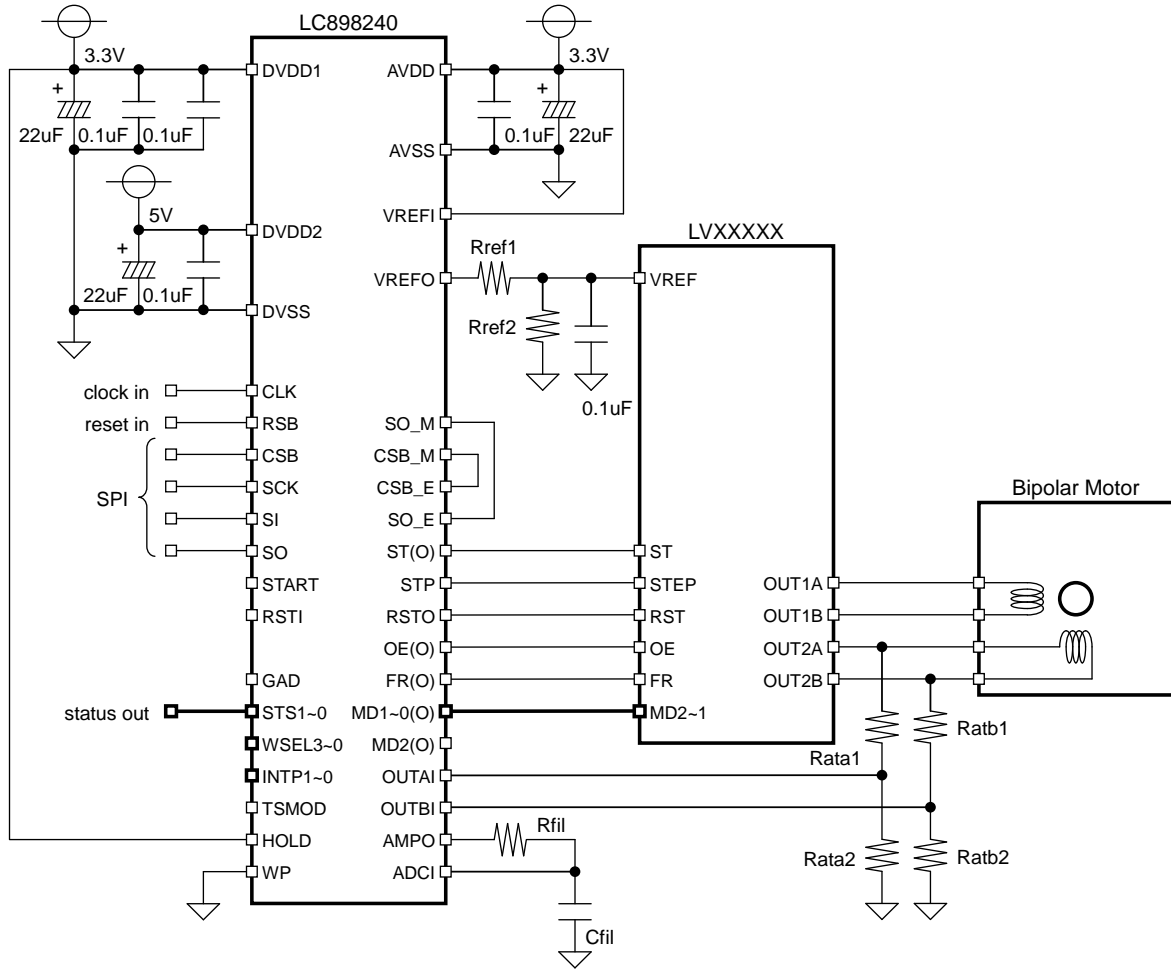 LC898240
3.3V
3.3V
DVDD1
AVDD
+
+
22uF
0.1uF
0.1uF
0.1uF
22uF
AVSS
5V
VREFI
DVDD2
LVXXXXX
+
Rref1
VREFO
VREF
22uF
0.1uF
DVSS
Rref2
clock in
CLK
0.1uF
reset in
RSB
SO_M
CSB
CSB_M
SPI
SCK
CSB_E
Bipolar Motor
SI
SO_E
SO
ST(O)
ST
START
STP
STEP
OUT1A
RSTI
RSTO
RST
OUT1B
OE(O)
OE
OUT2A
GAD
FR(O)
FR
OUT2B
status out
STS1~0
MD1~0(O)
MD2~1
WSEL3~0
MD2(O)
Rata1
Ratb1
INTP1~0
OUTAI
TSMOD
OUTBI
HOLD
AMPO
Rfil
Rata2
Ratb2
WP
ADCI
Cfil